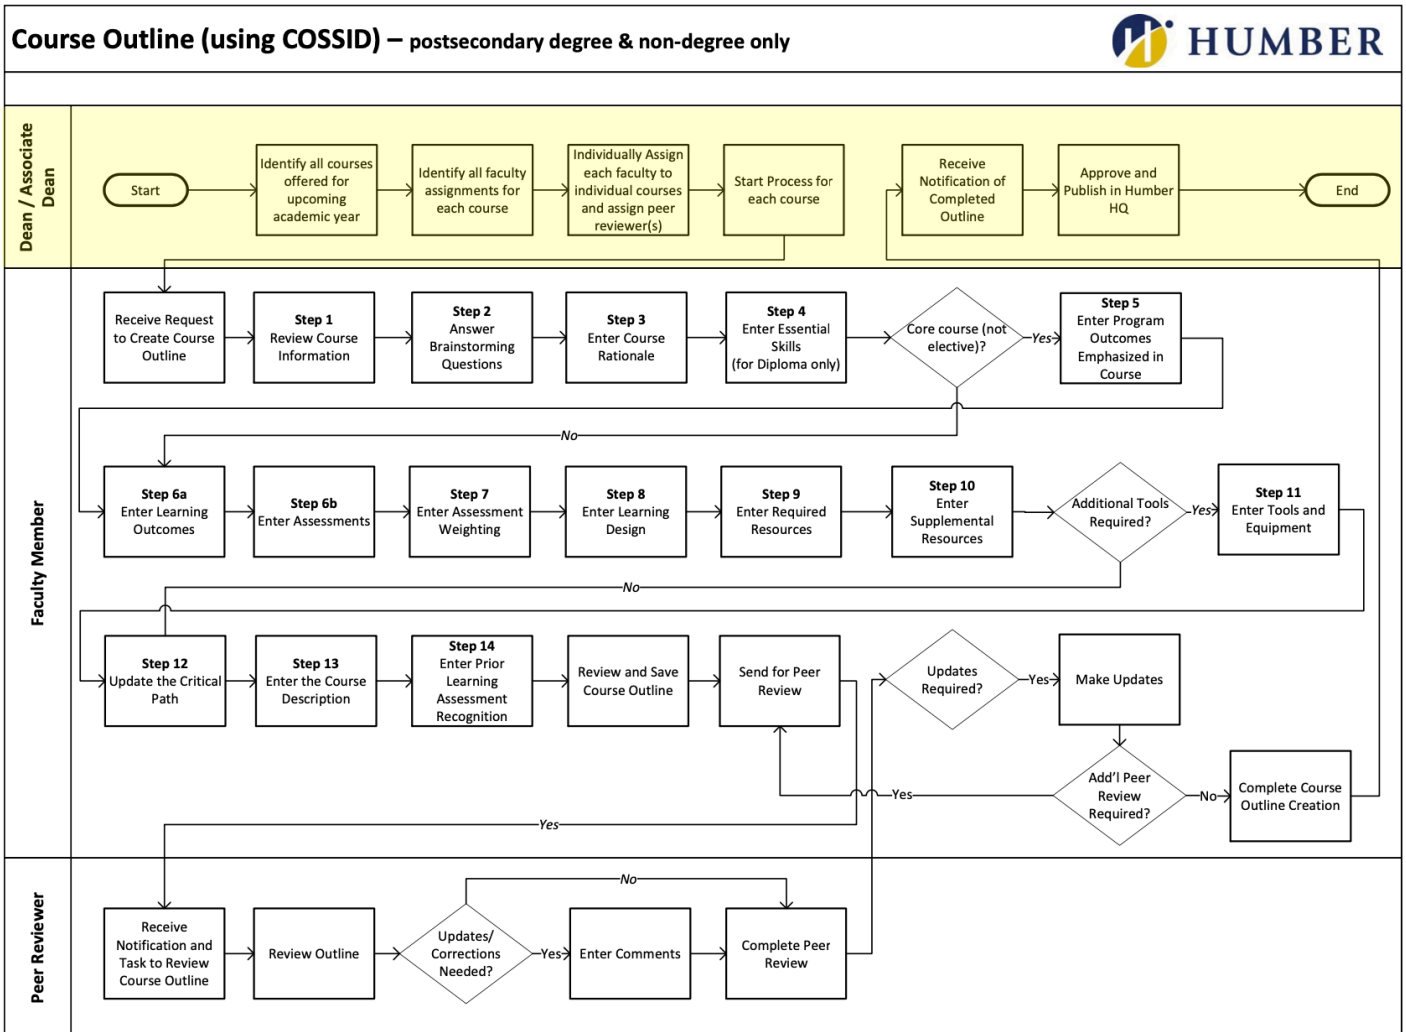 Course Outline (using COSSID) – postsecondary degree & non-degree only
HUMBER
Dean / Associate
Dean
Start
Identify all courses
offered for
upcoming
academic year
Identify all faculty
assignments for
each course
Individually Assign
each faculty to
individual courses
and assign peer
reviewer(s)
Start Process for
each course
Receive
Notification of
Completed
Outline
Approve and
Publish in Humber
HQ
End
Faculty Member
Receive Request
to Create Course
Outline
Step 1
Review Course
Information
Step 2
Answer
Brainstorming
Questions
Step 3
Enter Course
Rationale
Step 4
Enter Essential
Skills
(for Diploma only)
Core course (not
elective)?
Yes
Step 5
Enter Program
Outcomes
Emphasized in
Course
No
Step 6a
Enter Learning
Outcomes
Step 6b
Enter Assessments
Step 7
Enter Assessment
Weighting
Step 8
Enter Learning
Design
Step 9
Enter Required
Resources
Step 10
Enter
Supplemental
Resources
Additional Tools
Required?
Yes
Step 11
Enter Tools and
Equipment
No
Step 12
Update the Critical
Path
Step 13
Enter the Course
Description
Step 14
Enter Prior
Learning
Assessment
Recognition
Review and Save
Course Outline
Send for Peer
Review
Updates
Required?
Yes
Make Updates
Add'l Peer
Review
Required?
Yes
No
Complete Course
Outline Creation
Yes
Peer Reviewer
Receive
Notification and
Task to Review
Course Outline
Review Outline
Updates/
Corrections
Needed?
No
Yes
Enter Comments
Complete Peer
Review